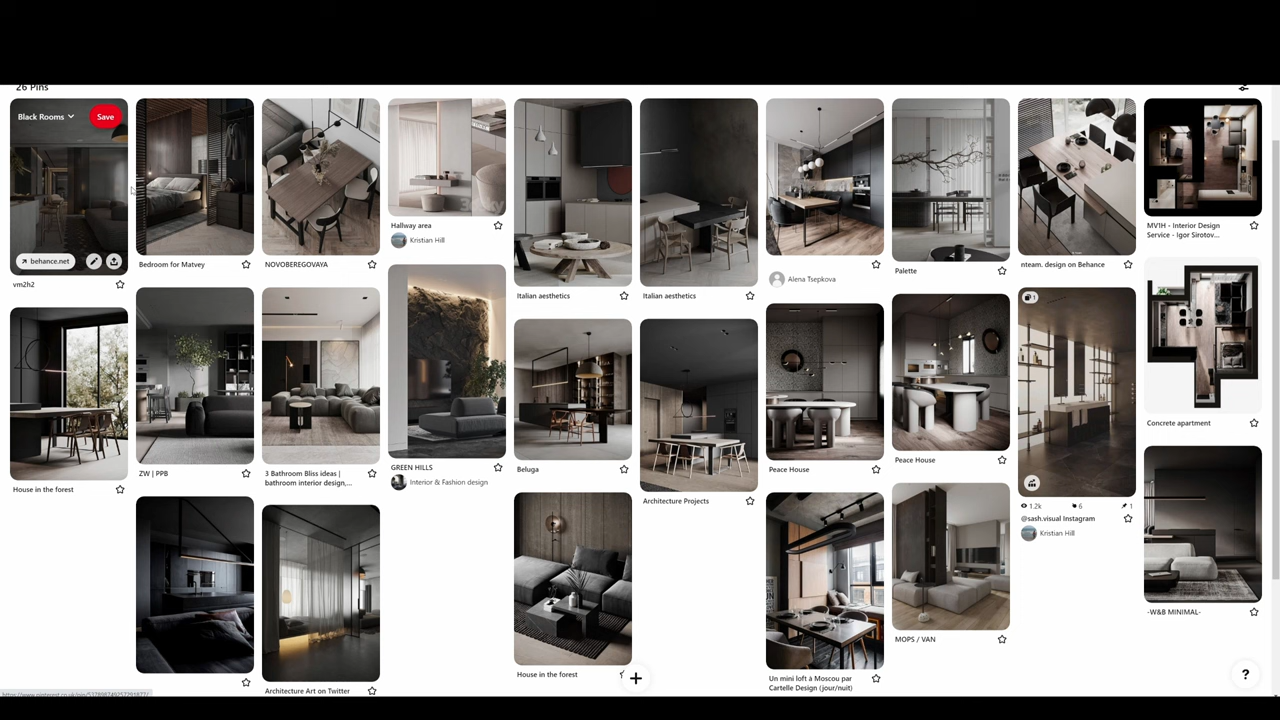 26 Pins
Black Rooms
Save
behance.net
vm2h2
House in the forest
Bedroom for Matvey
ZW | PPB
NOVOBEREGOVAYA
3 Bathroom Bliss ideas |
bathroom interior design,...
Architecture Art on Twitter
Hallway area
Kristian Hill
GREEN HILLS
Interior & Fashion design
Italian aesthetics
Beluga
House in the forest
Italian aesthetics
Architecture Projects
Alena Tsepkova
Peace House
Un mini loft à Moscou par
Cartelle Design (jour/nuit)
Palette
Peace House
MOPS / VAN
nteam. design on Behance
1.2k
6
1
@sash.visual Instagram
Kristian Hill
MV1H - Interior Design
Service - Igor Sirotov...
Concrete apartment
-W&B MINIMAL-
+
?